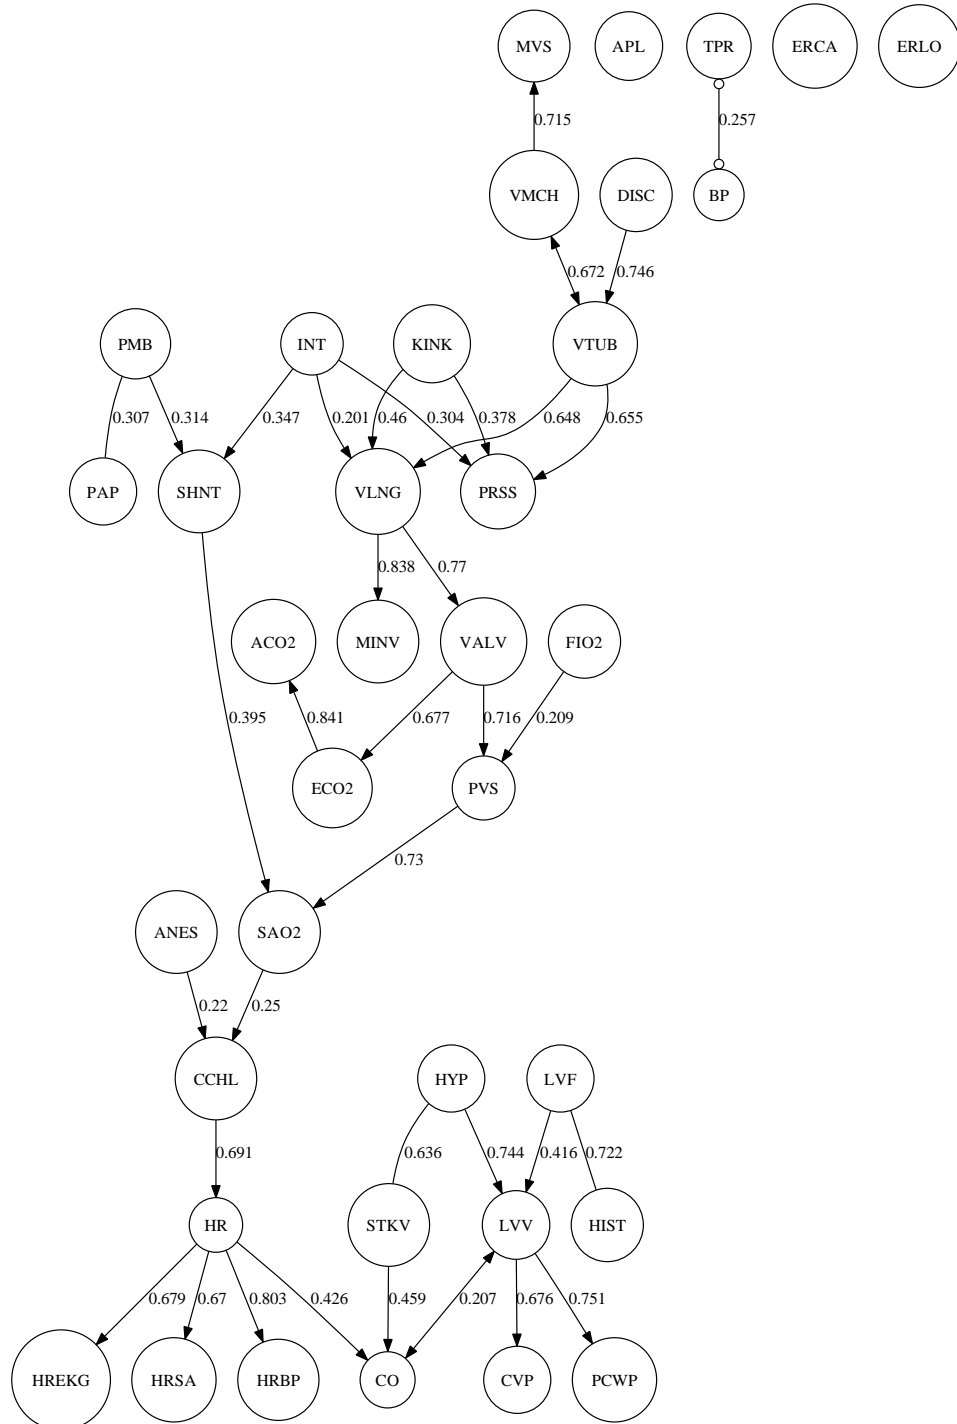 MVS APL TPR ERCA ERLO
0.715 0.257
VMCH DISC BP
0.672 0.746
PMB INT KINK VTUB
0.307 0.314 0.347 0.201 0.46 0.304 0.378 0.648 0.655
PAP SHNT VLNG PRSS
0.838 0.77
ACO2 MINV VALV FIO2
0.395 0.841 0.677 0.716 0.209
ECO2 PVS
0.73
ANES SAO2
0.22 0.25
CCHL HYP LVF
0.691 0.636 0.744 0.416 0.722
HR STKV LVV HIST
0.679 0.67 0.803 0.426 0.459 0.207 0.676 0.751
HREKG HRSA HRBP CO CVP PCWP